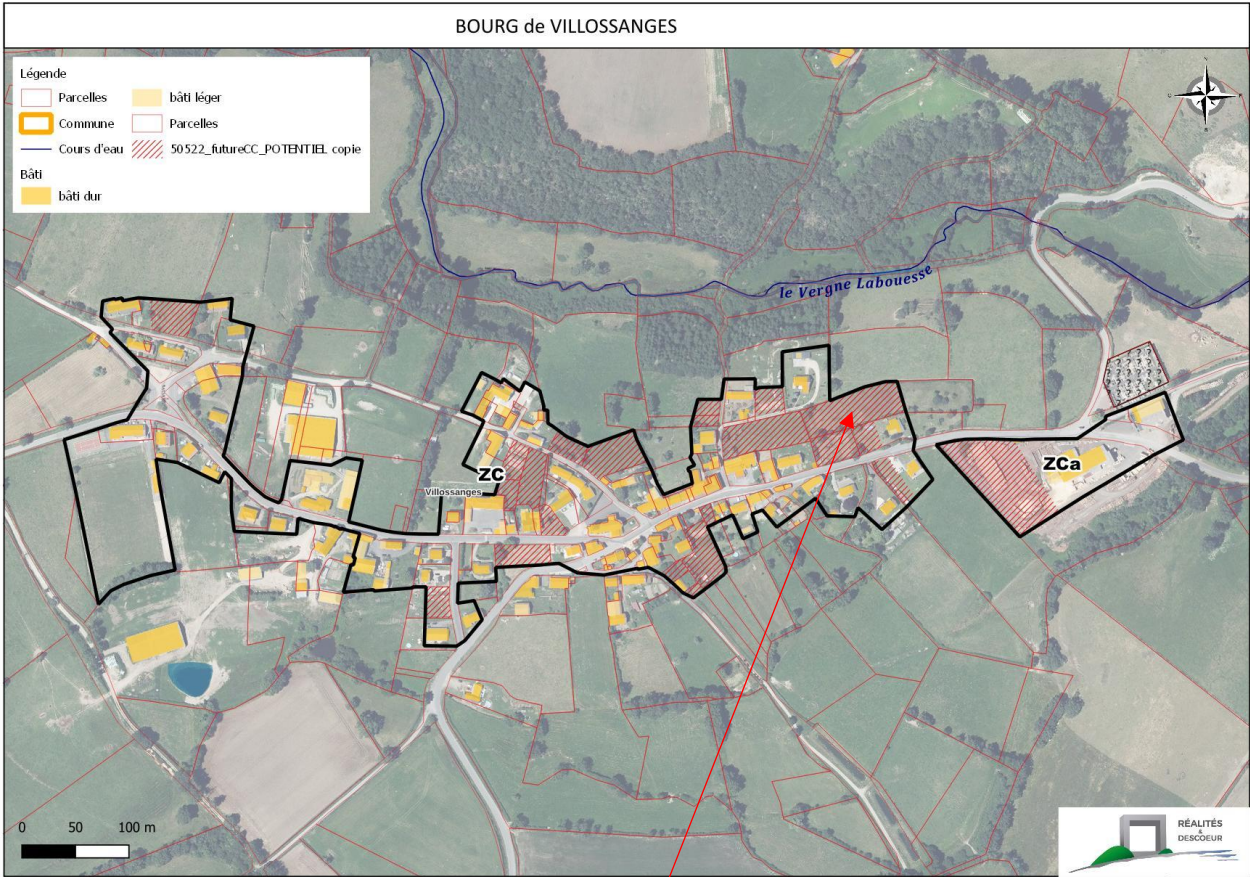 BOURG de VILLOSSANGES
Légende
Parcelles
bâti léger
Commune
Parcelles
Cours d'eau
50522_futureCC_POTENTIEL copie
Bâti
bâti dur
le Vergne Labouesse
ZC
Villossanges
ZCa
0 50 100 m
RÉALITÉS
&
DESCOEUR